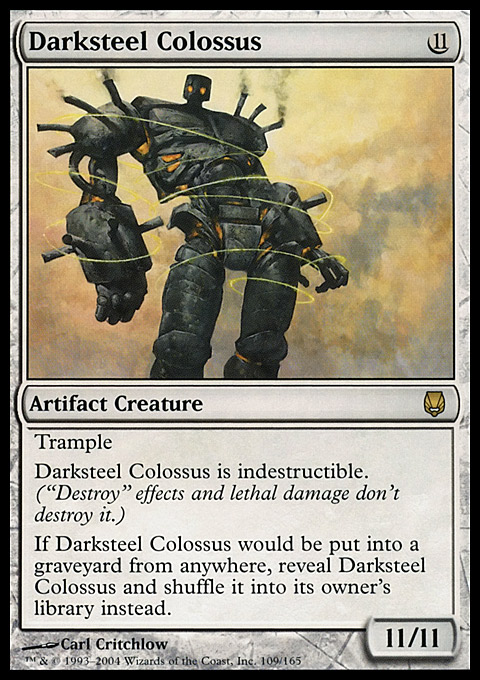 Darksteel Colossus 11
Artifact Creature
Trample
Darksteel Colossus is indestructible.
("Destroy" effects and lethal damage don't
destroy it.)
If Darksteel Colossus would be put into a
graveyard from anywhere, reveal Darksteel
Colossus and shuffle it into its owner's
library instead.
11/11
Carl Critchlow
™ & © 1993–2004 Wizards of the Coast, Inc. 109/165